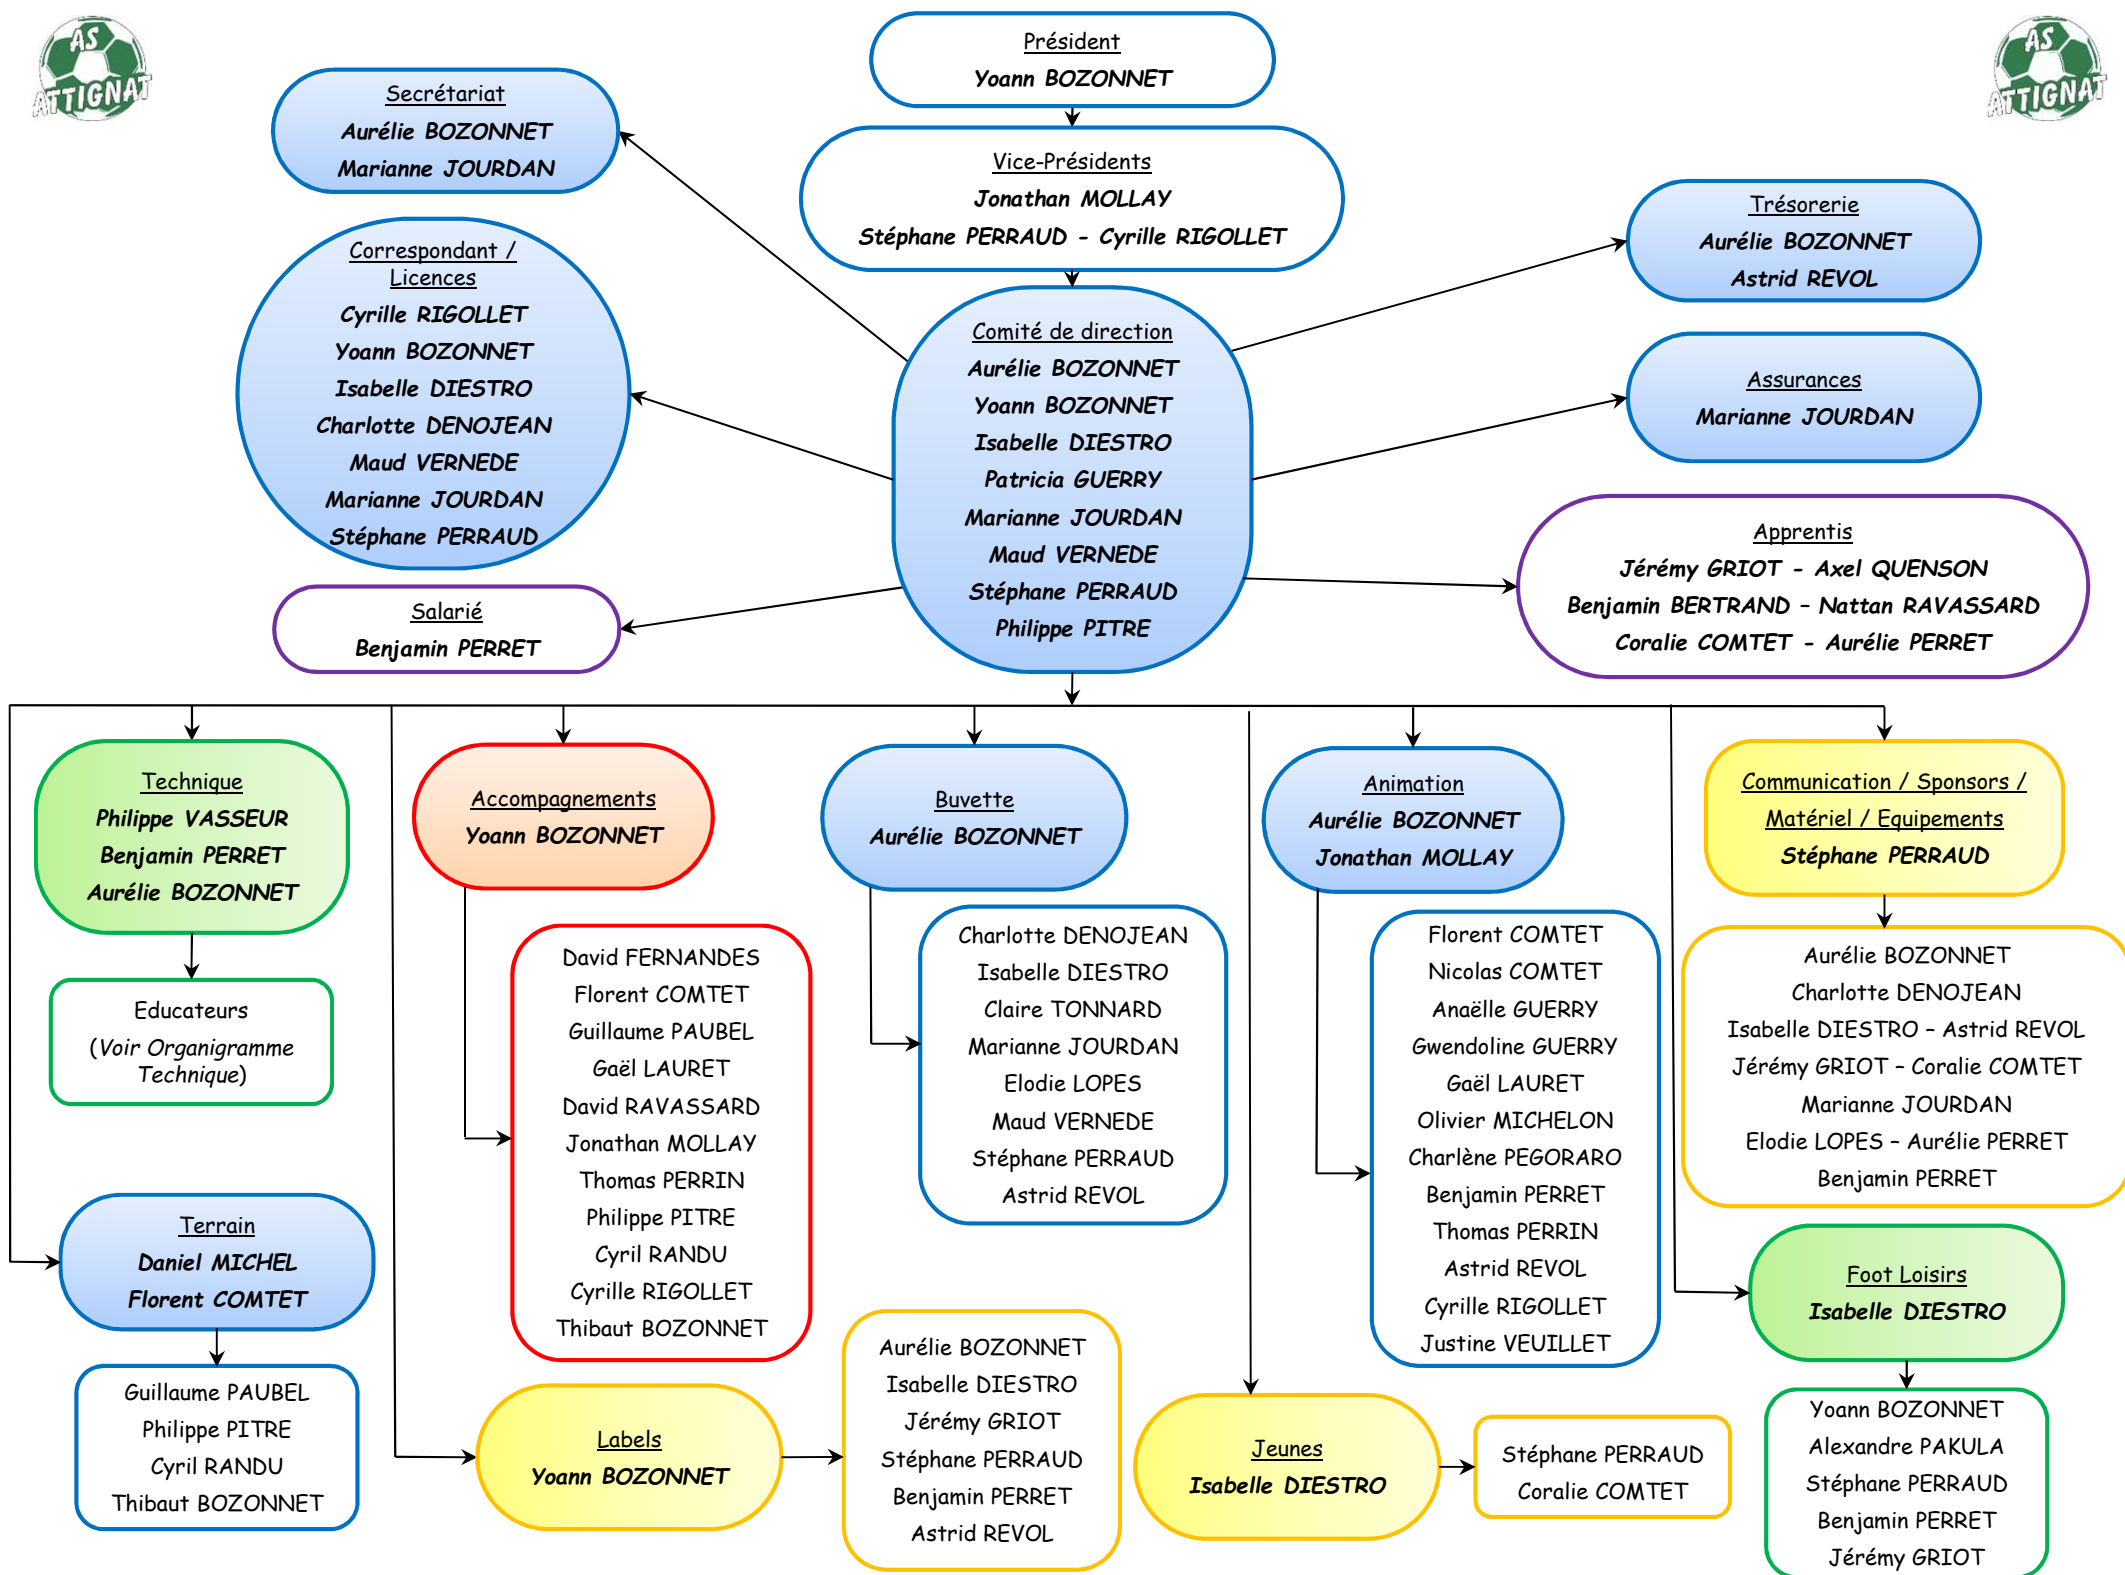 AS
ATTIGNAT
AS
ATTIGNAT
Président
Yoann BOZONNET
Secrétariat
Aurélie BOZONNET
Marianne JOURDAN
Vice-Présidents
Jonathan MOLLAY
Stéphane PERRAUD - Cyrille RIGOLLET
Trésorerie
Aurélie BOZONNET
Astrid REVOL
Correspondant /
Licences
Cyrille RIGOLLET
Yoann BOZONNET
Isabelle DIESTRO
Charlotte DENOJEAN
Maud VERNEDE
Marianne JOURDAN
Stéphane PERRAUD
Comité de direction
Aurélie BOZONNET
Yoann BOZONNET
Isabelle DIESTRO
Patricia GUERRY
Marianne JOURDAN
Maud VERNEDE
Stéphane PERRAUD
Philippe PITRE
Assurances
Marianne JOURDAN
Apprentis
Jérémy GRIOT - Axel QUENSON
Benjamin BERTRAND – Nattan RAVASSARD
Coralie COMTET - Aurélie PERRET
Salarié
Benjamin PERRET
Technique
Philippe VASSEUR
Benjamin PERRET
Aurélie BOZONNET
Educateurs
(Voir Organigramme
Technique)
Accompagnements
Yoann BOZONNET
David FERNANDES
Florent COMTET
Guillaume PAUBEL
Gaël LAURET
David RAVASSARD
Jonathan MOLLAY
Thomas PERRIN
Philippe PITRE
Cyril RANDU
Cyrille RIGOLLET
Thibaut BOZONNET
Buvette
Aurélie BOZONNET
Charlotte DENOJEAN
Isabelle DIESTRO
Claire TONNARD
Marianne JOURDAN
Elodie LOPES
Maud VERNEDE
Stéphane PERRAUD
Astrid REVOL
Animation
Aurélie BOZONNET
Jonathan MOLLAY
Florent COMTET
Nicolas COMTET
Anaëlle GUERRY
Gwendoline GUERRY
Gaël LAURET
Olivier MICHELON
Charlène PEGORARO
Benjamin PERRET
Thomas PERRIN
Astrid REVOL
Cyrille RIGOLLET
Justine VEUILLET
Communication / Sponsors /
Matériel / Equipements
Stéphane PERRAUD
Aurélie BOZONNET
Charlotte DENOJEAN
Isabelle DIESTRO – Astrid REVOL
Jérémy GRIOT – Coralie COMTET
Marianne JOURDAN
Elodie LOPES – Aurélie PERRET
Benjamin PERRET
Terrain
Daniel MICHEL
Florent COMTET
Guillaume PAUBEL
Philippe PITRE
Cyril RANDU
Thibaut BOZONNET
Labels
Yoann BOZONNET
Aurélie BOZONNET
Isabelle DIESTRO
Jérémy GRIOT
Stéphane PERRAUD
Benjamin PERRET
Astrid REVOL
Jeunes
Isabelle DIESTRO
Stéphane PERRAUD
Coralie COMTET
Foot Loisirs
Isabelle DIESTRO
Yoann BOZONNET
Alexandre PAKULA
Stéphane PERRAUD
Benjamin PERRET
Jérémy GRIOT